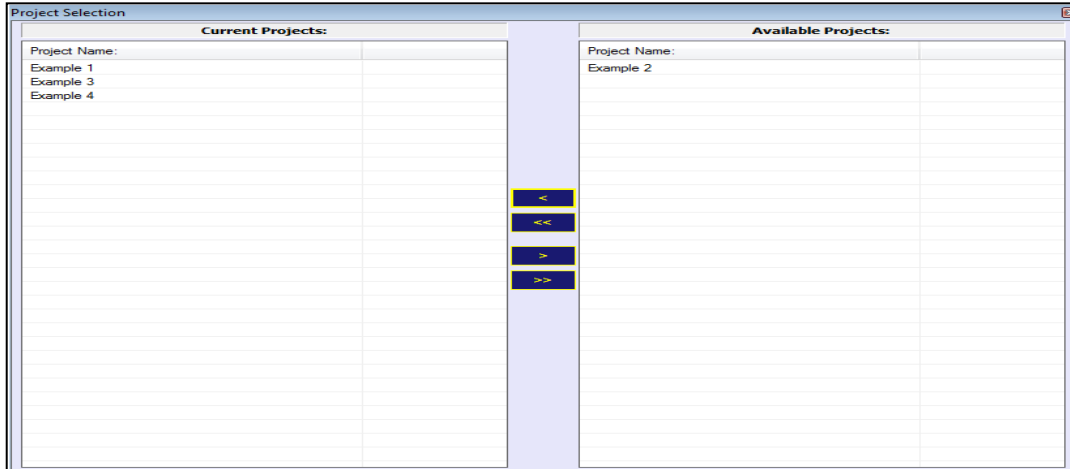 Project Selection
Current Projects:
Project Name:
Example 1
Example 3
Example 4
<
<<
>
>>
Available Projects:
Project Name:
Example 2